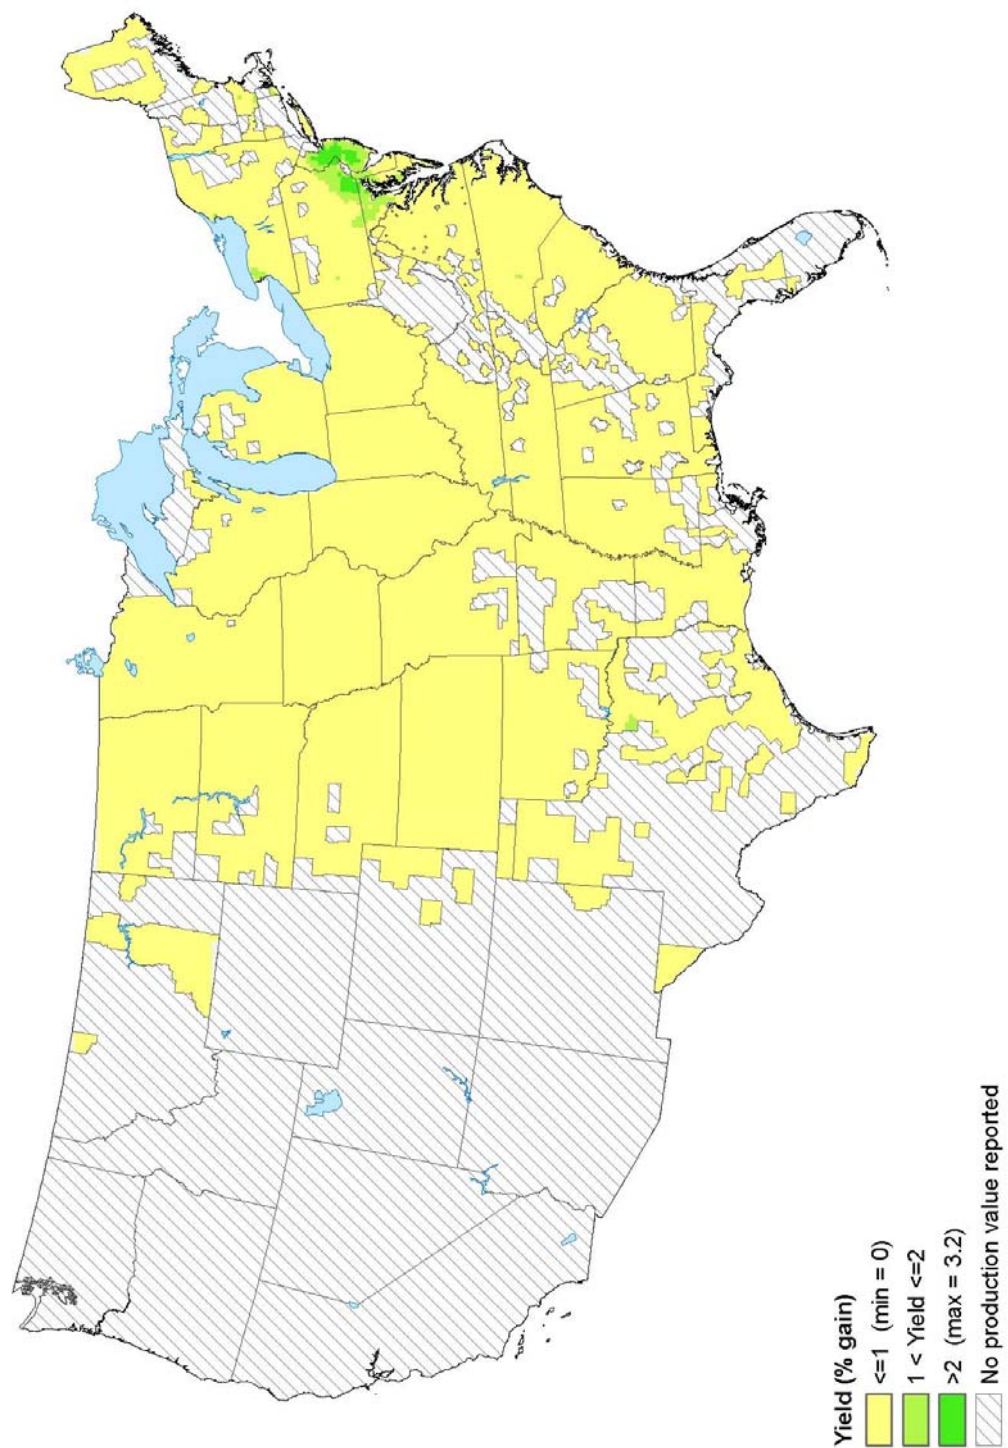 Yield (% gain)
<=1 (min = 0)
1 < Yield <=2
>2 (max = 3.2)
No production value reported